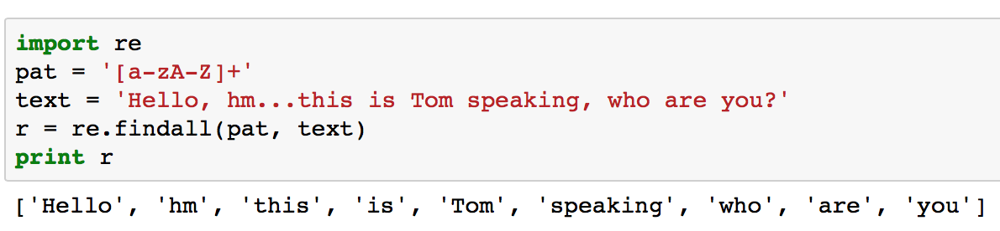 import re
pat = '[a-zA-Z]+'
text = 'Hello, hm...this is Tom speaking, who are you?'
r = re.findall(pat, text)
print r
['Hello', 'hm', 'this', 'is', 'Tom', 'speaking', 'who', 'are', 'you']